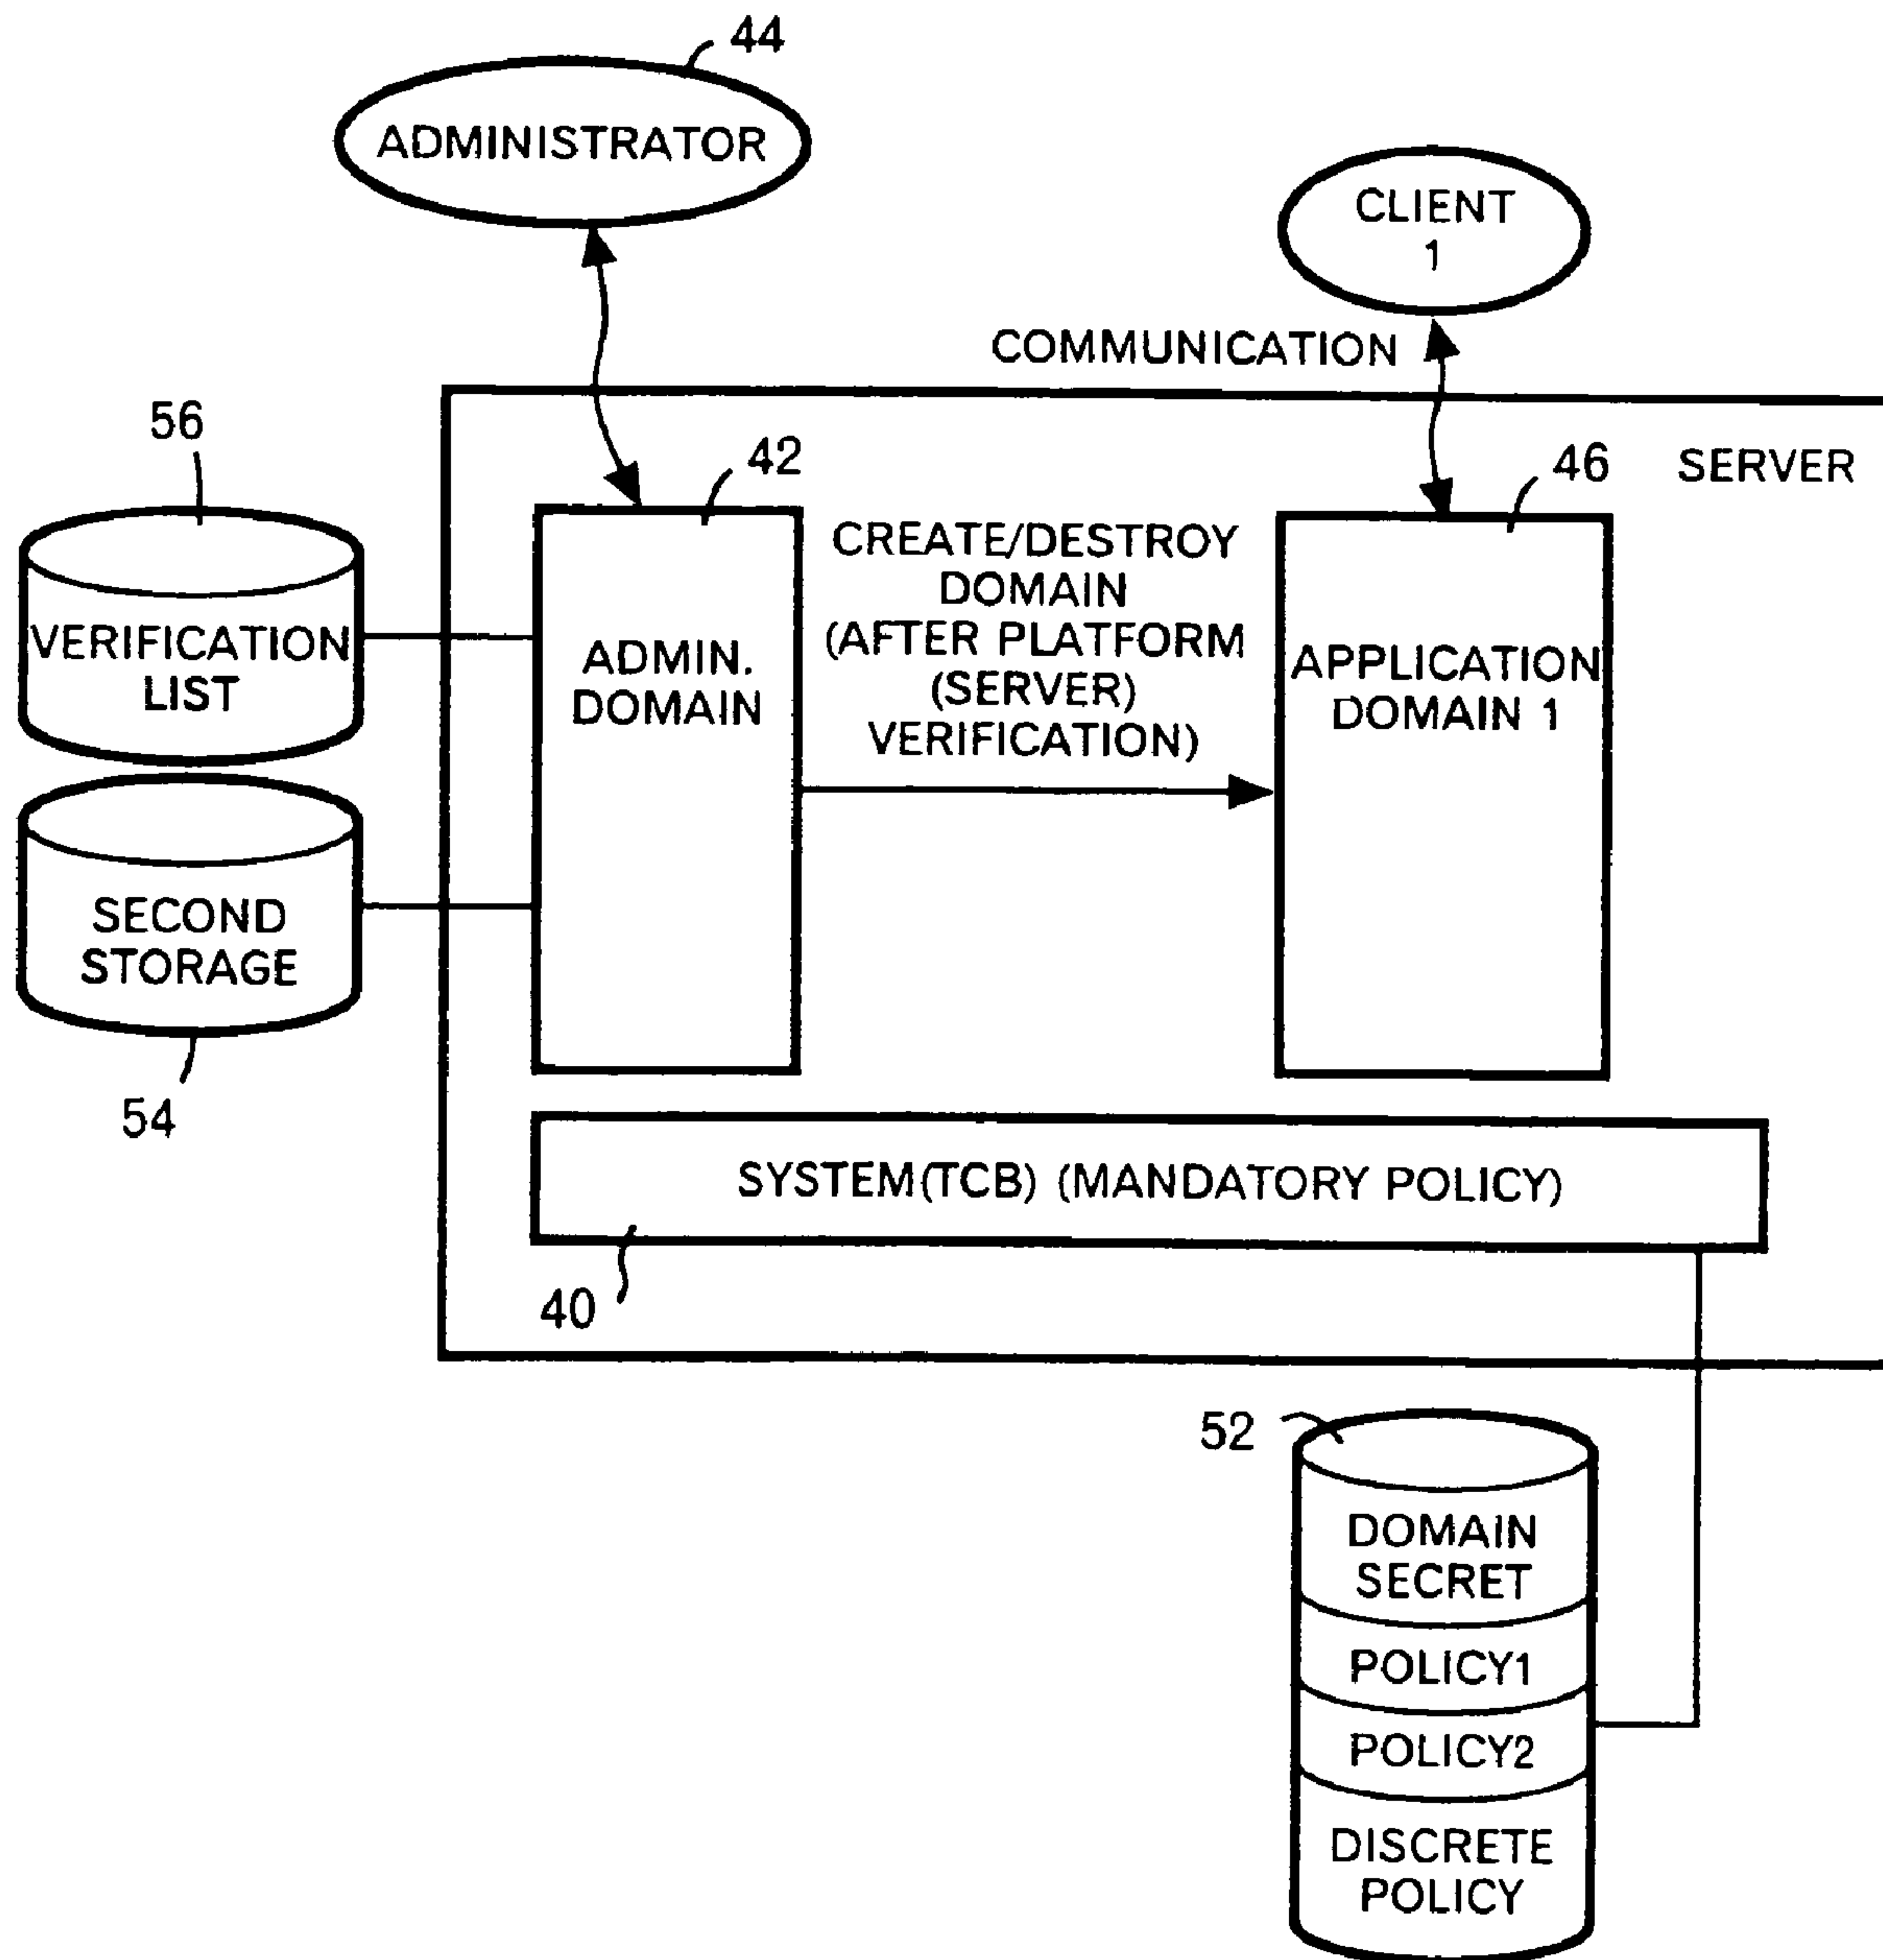 44
ADMINISTRATOR
CLIENT
1
COMMUNICATION
56
42
46
SERVER
VERIFICATION
LIST
ADMIN.
DOMAIN
CREATE/DESTROY
DOMAIN
(AFTER PLATFORM
(SERVER)
VERIFICATION)
APPLICATION
DOMAIN 1
SECOND
STORAGE
54
SYSTEM(TCB) (MANDATORY POLICY)
40
52
DOMAIN
SECRET
POLICY1
POLICY2
DISCRETE
POLICY